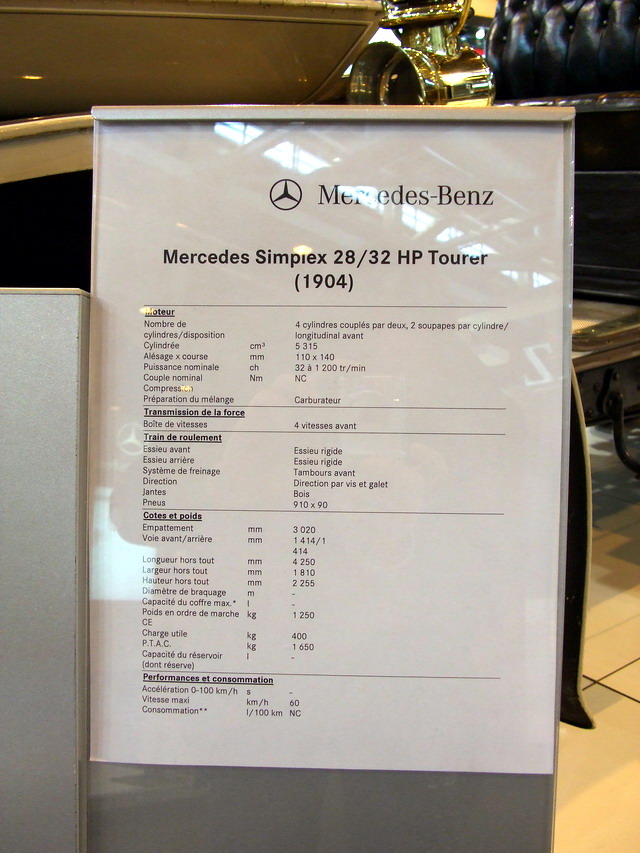 Mercedes-Benz
Mercedes Simplex 28/32 HP Tourer
(1904)
Moteur
Nombre de cylindres/disposition 4 cylindres couplés par deux, 2 soupapes par cylindre/ longitudinal avant
Cylindrée cm³ 5 315
Alésage x course mm 110 x 140
Puissance nominale ch 32 à 1 200 tr/min
Couple nominal Nm NC
Compression
Préparation du mélange Carburateur
Transmission de la force
Boîte de vitesses 4 vitesses avant
Train de roulement
Essieu avant Essieu rigide
Essieu arrière Essieu rigide
Système de freinage Tambours avant
Direction Direction par vis et galet
Jantes Bois
Pneus 910 x 90
Cotes et poids
Empattement mm 3 020
Voie avant/arrière mm 1 414/1
414
Longueur hors tout mm 4 250
Largeur hors tout mm 1 810
Hauteur hors tout mm 2 255
Diamètre de braquage m -
Capacité du coffre max.* l -
Poids en ordre de marche kg 1 250
CE
Charge utile kg 400
P.T.A.C. kg 1 650
Capacité du réservoir l -
(dont réserve)
Performances et consommation
Accélération 0-100 km/h s -
Vitesse maxi km/h 60
Consommation** l/100 km NC